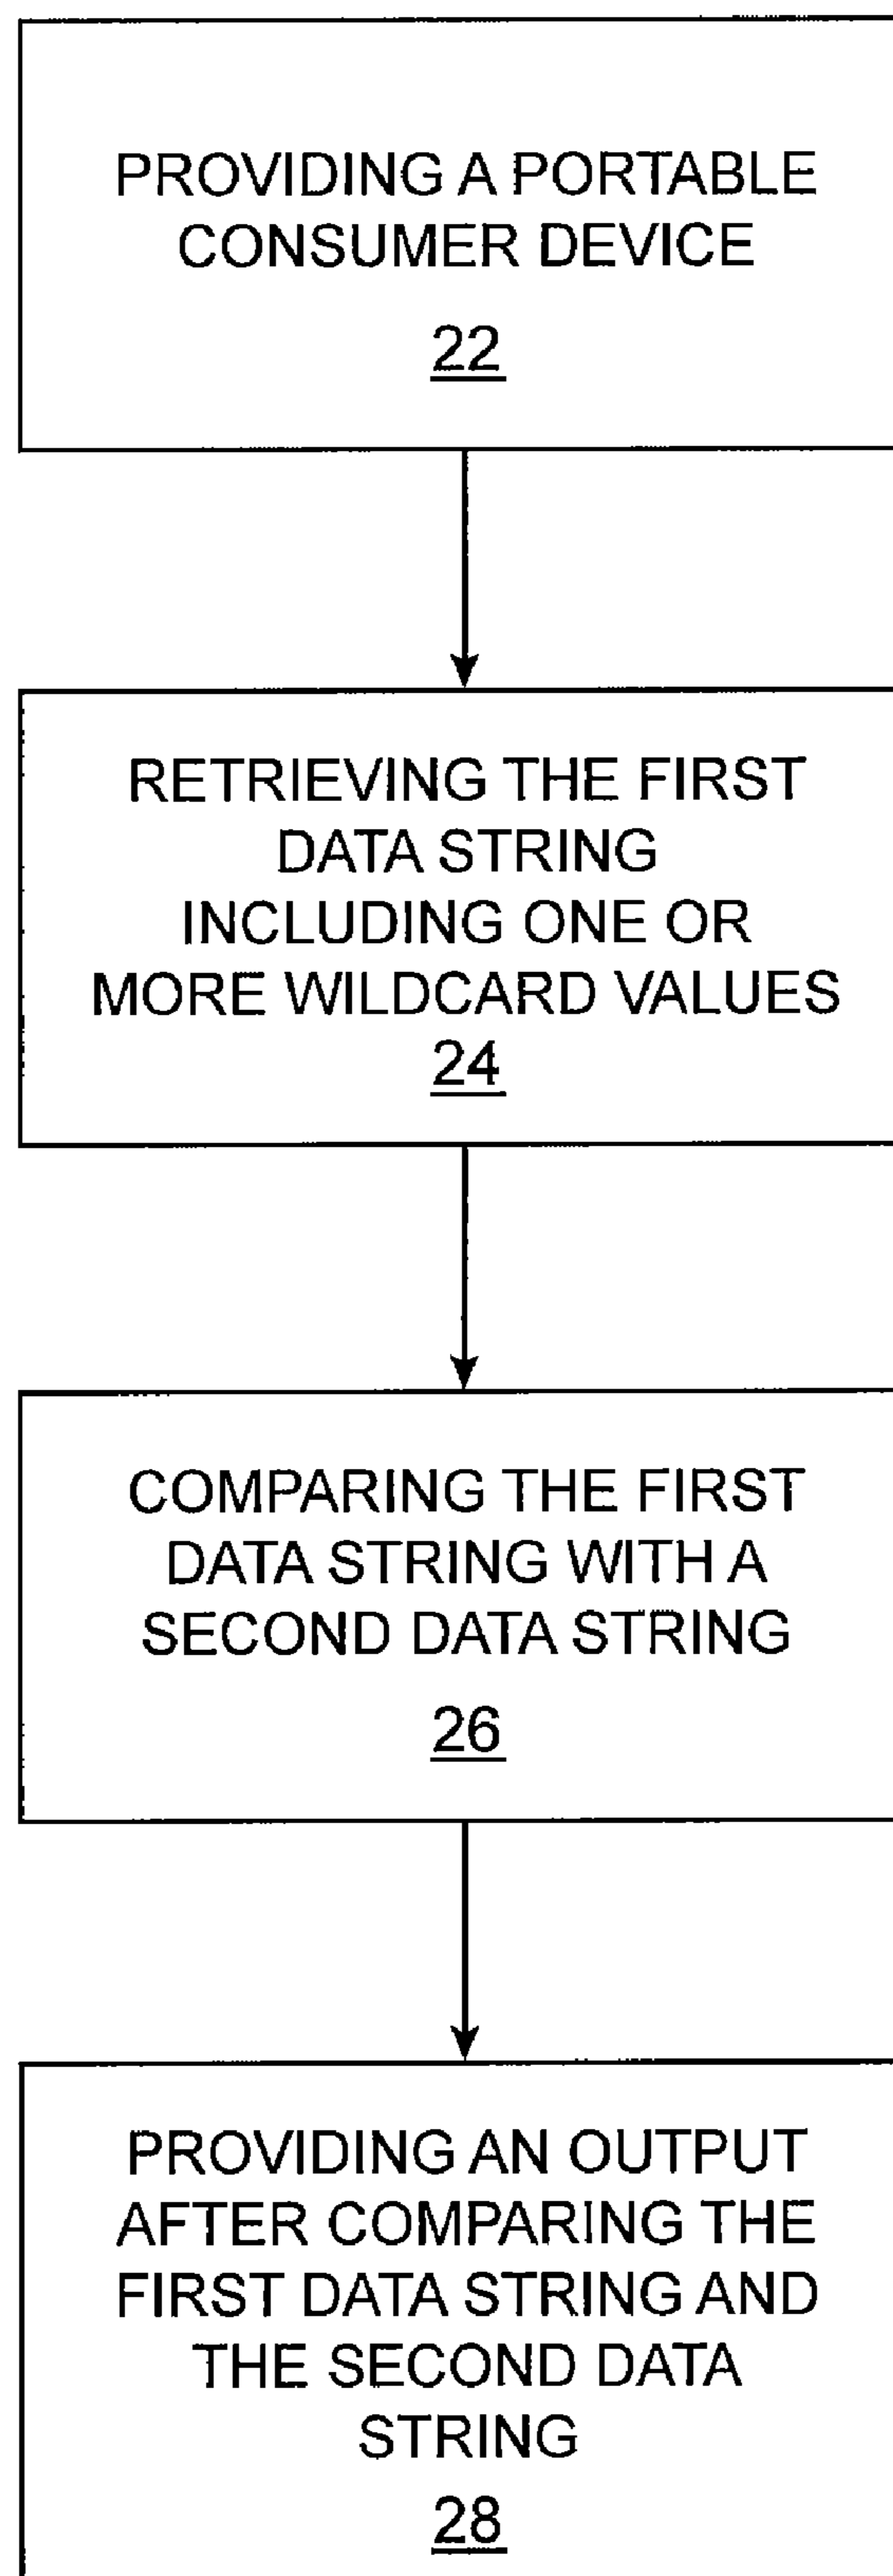 PROVIDING A PORTABLE
CONSUMER DEVICE
22
RETRIEVING THE FIRST
DATA STRING
INCLUDING ONE OR
MORE WILDCARD VALUES
24
COMPARING THE FIRST
DATA STRING WITH A
SECOND DATA STRING
26
PROVIDING AN OUTPUT
AFTER COMPARING THE
FIRST DATA STRING AND
THE SECOND DATA
STRING
28